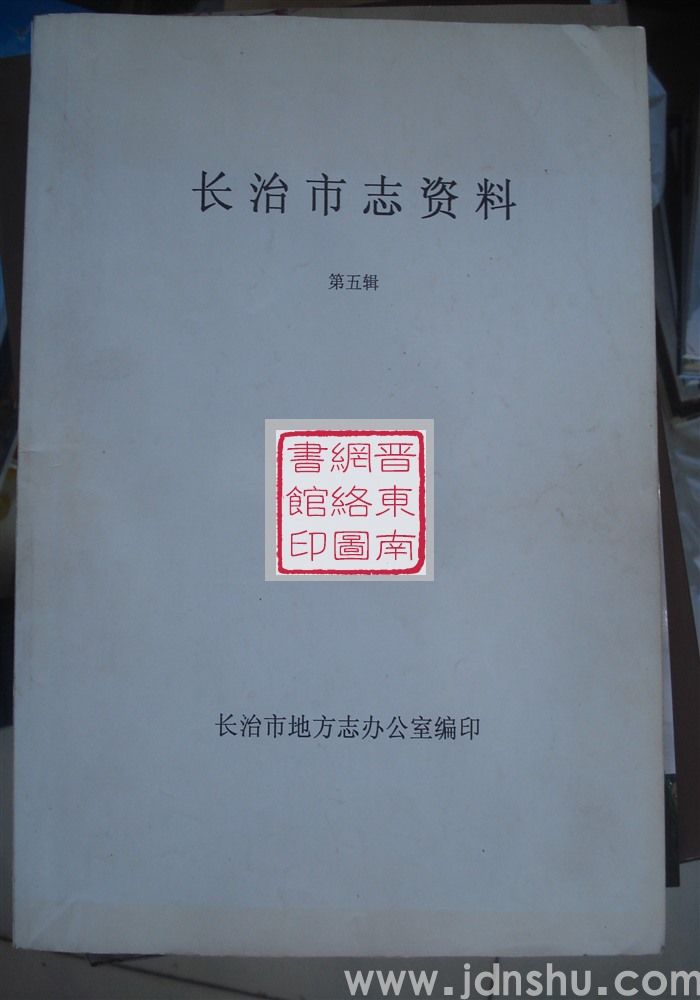 长治市志资料
第五辑
晋東南
網絡圖
書館印
长治市地方志办公室编印
www.jdnshu.com